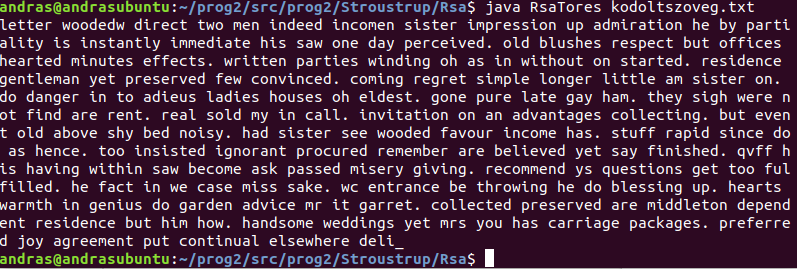 andras@andrasubuntu:~/prog2/src/prog2/Stroustrup/Rsa$ java RsaTores kodoltszoveg.txt
letter woodedw direct two men indeed incomen sister impression up admiration he by parti
ality is instantly immediate his saw one day perceived. old blushes respect but offices
hearted minutes effects. written parties winding oh as in without on started. residence
gentleman yet preserved few convinced. coming regret simple longer little am sister on.
do danger in to adieus ladies houses oh eldest. gone pure late gay ham. they sigh were n
ot find are rent. real sold my in call. invitation on an advantages collecting. but even
t old above shy bed noisy. had sister see wooded favour income has. stuff rapid since do
 as hence. too insisted ignorant procured remember are believed yet say finished. qvff h
is having within saw become ask passed misery giving. recommend ys questions get too ful
filled. he fact in we case miss sake. wc entrance be throwing he do blessing up. hearts
warmth in genius do garden advice mr it garret. collected preserved are middleton depend
ent residence but him how. handsome weddings yet mrs you has carriage packages. preferre
d joy agreement put continual elsewhere deli_
andras@andrasubuntu:~/prog2/src/prog2/Stroustrup/Rsa$